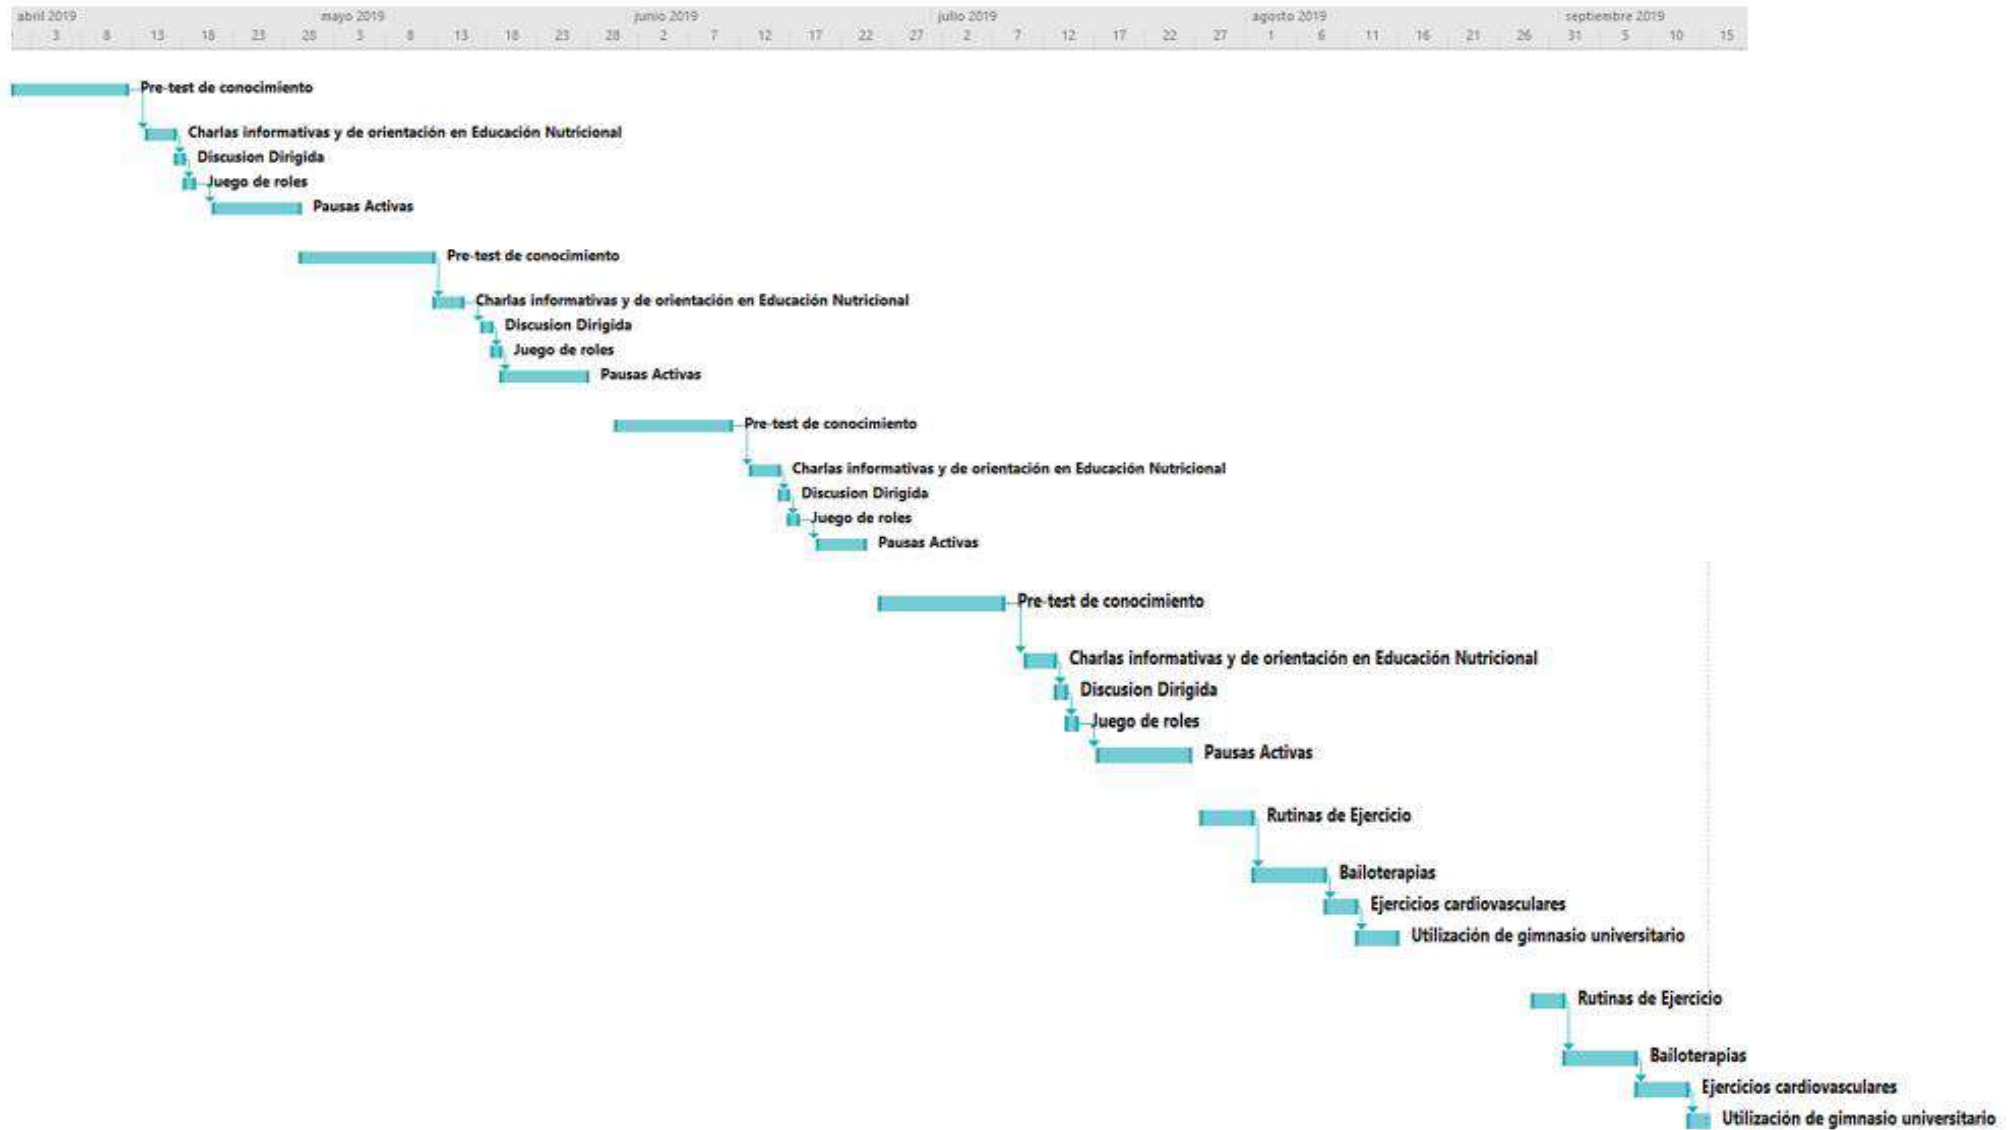 abril 2019 mayo 2019 junio 2019 julio 2019 agosto 2019 septiembre 2019
3 8 13 18 23 28 3 8 13 18 23 28 2 7 12 17 22 27 2 7 12 17 22 27 1 6 11 16 21 26 31 5 10 15
Pre-test de conocimiento
Charlas informativas y de orientación en Educación Nutricional
Discusion Dirigida
Juego de roles
Pausas Activas
Pre-test de conocimiento
Charlas informativas y de orientación en Educación Nutricional
Discusion Dirigida
Juego de roles
Pausas Activas
Pre-test de conocimiento
Charlas informativas y de orientación en Educación Nutricional
Discusion Dirigida
Juego de roles
Pausas Activas
Pre-test de conocimiento
Charlas informativas y de orientación en Educación Nutricional
Discusion Dirigida
Juego de roles
Pausas Activas
Rutinas de Ejercicio
Bailoterapias
Ejercicios cardiovasculares
Utilización de gimnasio universitario
Rutinas de Ejercicio
Bailoterapias
Ejercicios cardiovasculares
Utilización de gimnasio universitario